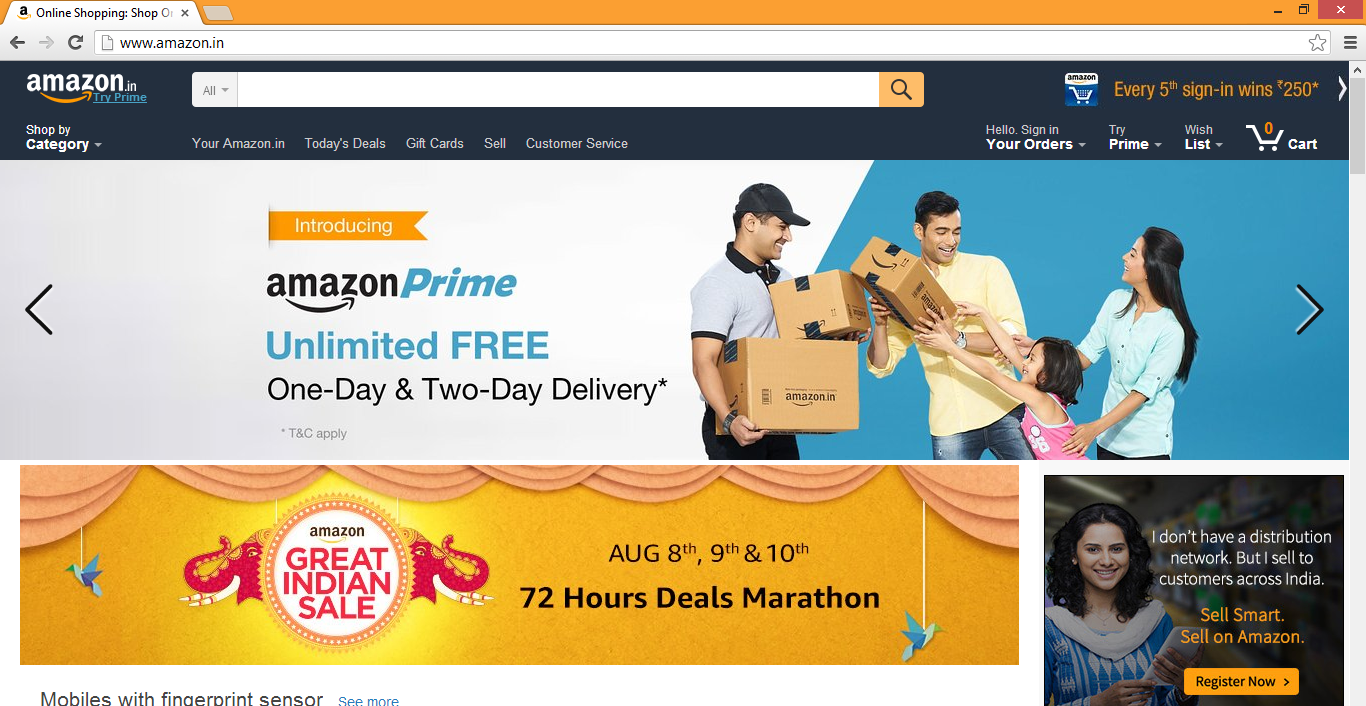 Online Shopping: Shop O
www.amazon.in
amazon.in
Try Prime
All
amazon
Every 5th sign-in wins ₹250*
Shop by
Category
Your Amazon.in Today's Deals Gift Cards Sell Customer Service
Hello. Sign in
Your Orders
Try
Prime
Wish
List
0
Cart
Introducing
amazonPrime
Unlimited FREE
One-Day & Two-Day Delivery*
* T&C apply
amazon.in
amazon
GREAT
INDIAN
SALE
AUG 8th, 9th & 10th
72 Hours Deals Marathon
I don't have a distribution
network. But I sell to
customers across India.
Sell Smart.
Sell on Amazon.
Register Now >
Mobiles with fingerprint sensor See more